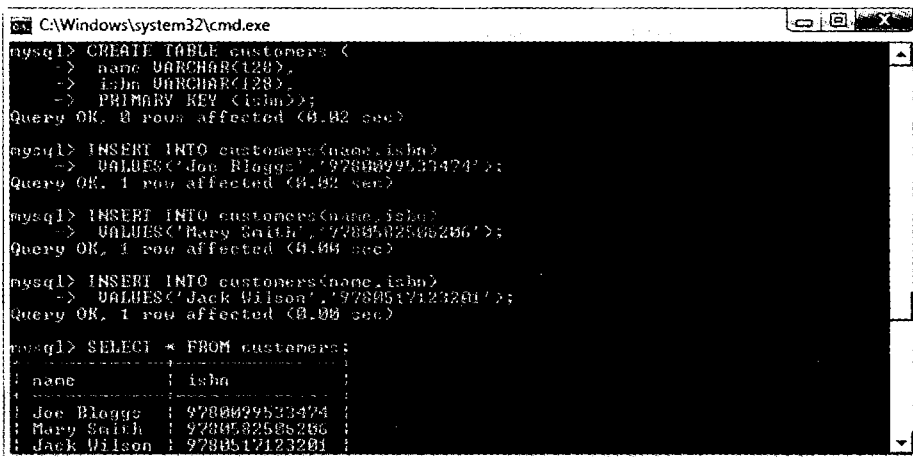 C:\Windows\system32\cmd.exe
mysql> CREATE TABLE customers (
-> name VARCHAR(128),
-> isbn VARCHAR(128),
-> PRIMARY KEY (isbn));
Query OK, 0 rows affected (0.02 sec)
mysql> INSERT INTO customers(name,isbn)
-> VALUES('Joe Bloggs','9780099533474');
Query OK, 1 row affected (0.02 sec)
mysql> INSERT INTO customers(name,isbn)
-> VALUES('Mary Smith','9780582506206');
Query OK, 1 row affected (0.00 sec)
mysql> INSERT INTO customers(name,isbn)
-> VALUES('Jack Wilson','9780517123201');
Query OK, 1 row affected (0.00 sec)
mysql> SELECT * FROM customers;
| name | isbn |
| Joe Bloggs | 9780099533474 |
| Mary Smith | 9780582506206 |
| Jack Wilson | 9780517123201 |